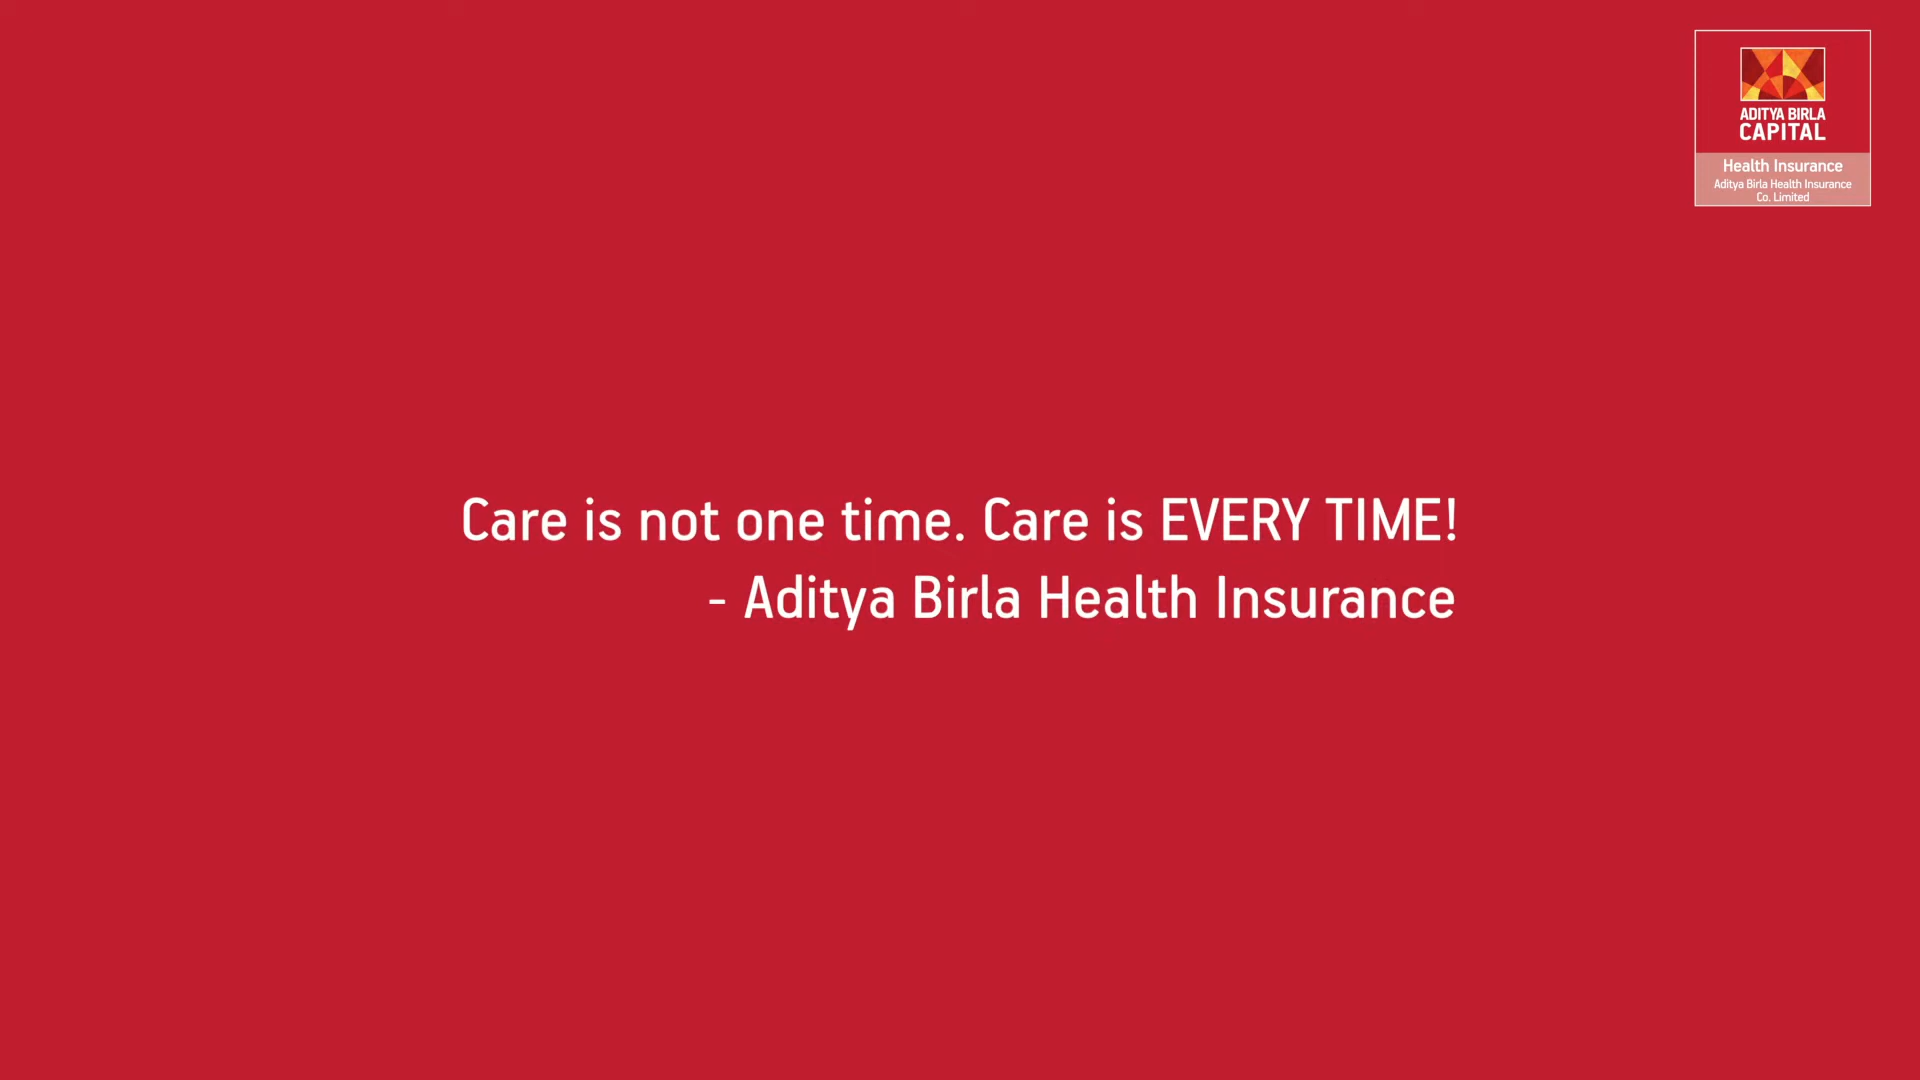 ADITYA BIRLA
CAPITAL
Health Insurance
Aditya Birla Health Insurance
Co. Limited
Care is not one time. Care is EVERY TIME!
- Aditya Birla Health Insurance